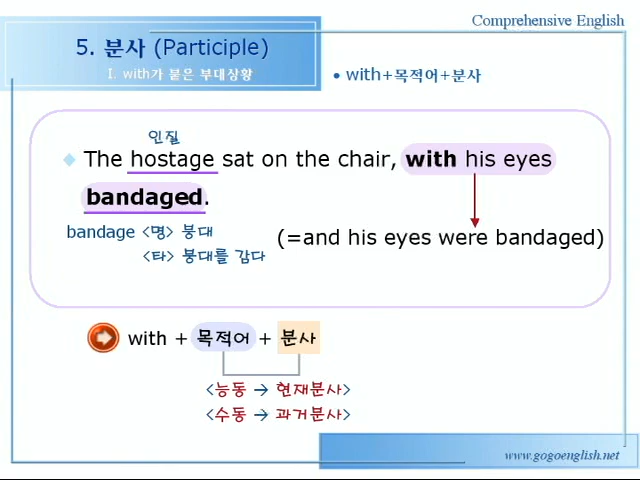 Comprehensive English
5. 분사 (Participle)
I. with가 붙은 부대상황
• with+목적어+분사
인질
The hostage sat on the chair, with his eyes
bandaged.
bandage <명> 붕대
<타> 붕대를 감다
(=and his eyes were bandaged)
with + 목적어 + 분사
<능동 → 현재분사>
<수동 → 과거분사>
www.gogoenglish.net